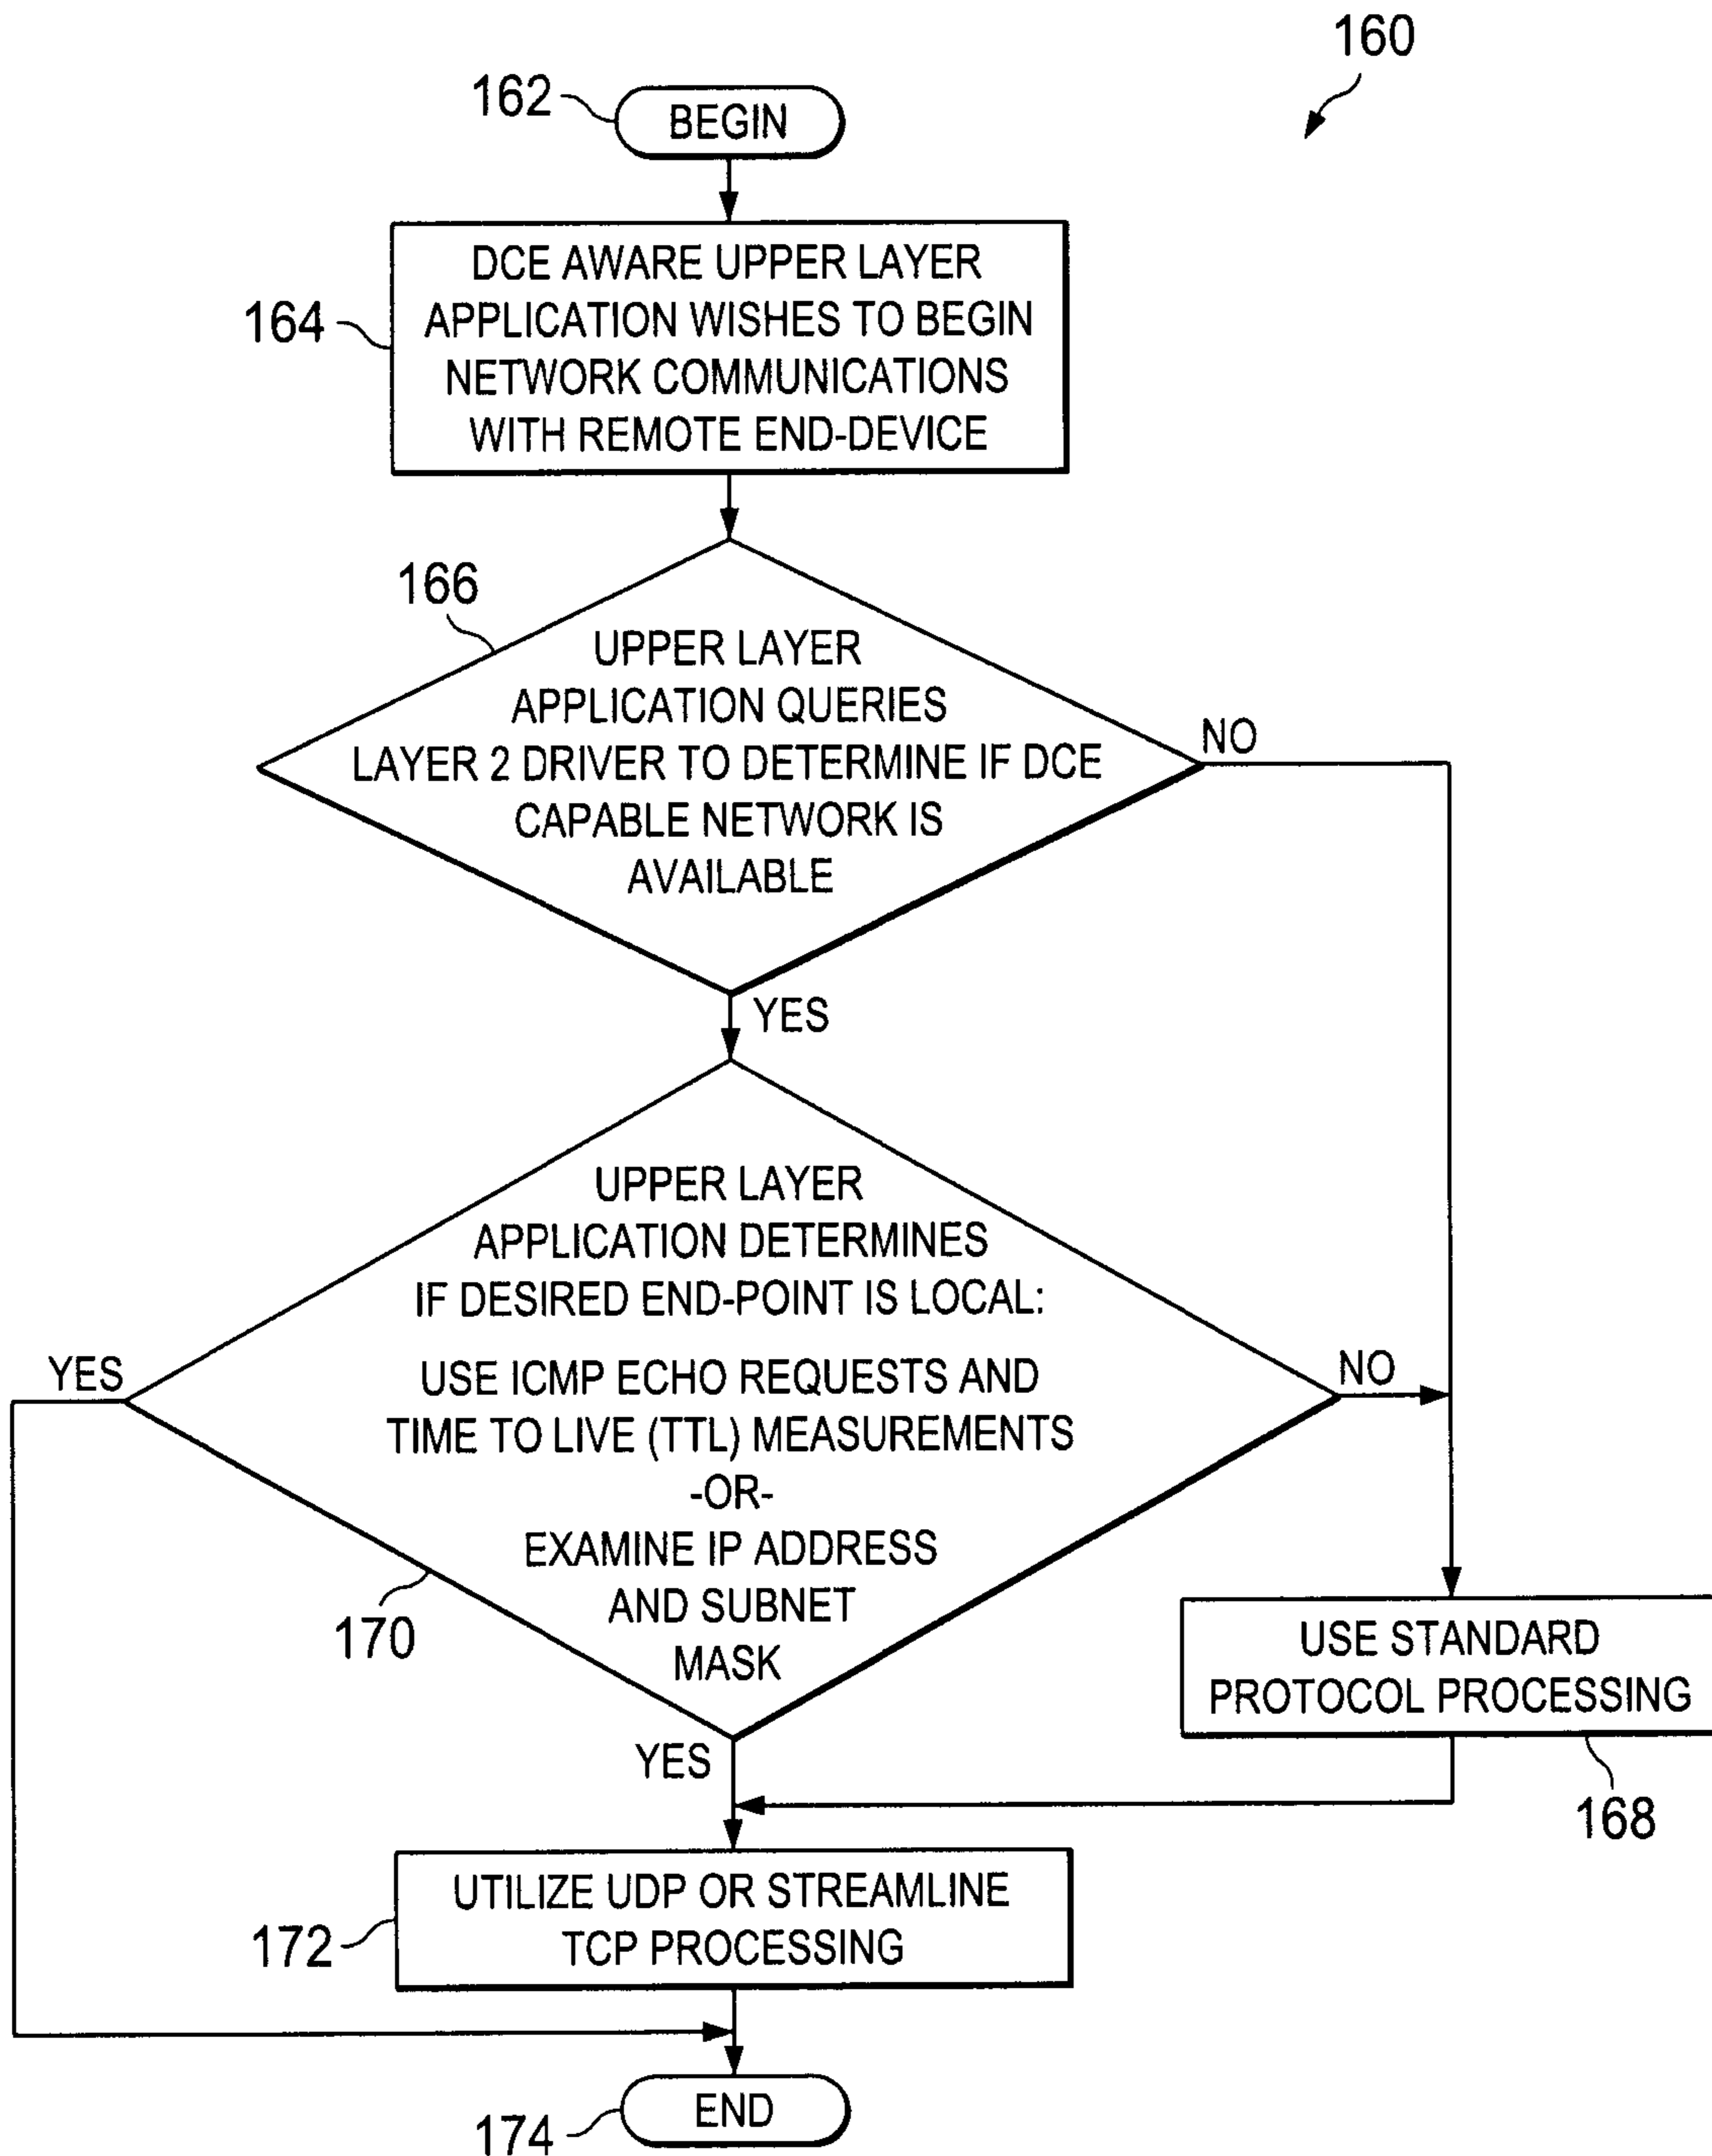 160
162
BEGIN
164
DCE AWARE UPPER LAYER
APPLICATION WISHES TO BEGIN
NETWORK COMMUNICATIONS
WITH REMOTE END-DEVICE
166
UPPER LAYER
APPLICATION QUERIES
LAYER 2 DRIVER TO DETERMINE IF DCE
CAPABLE NETWORK IS
AVAILABLE
NO
YES
UPPER LAYER
APPLICATION DETERMINES
IF DESIRED END-POINT IS LOCAL:
USE ICMP ECHO REQUESTS AND
TIME TO LIVE (TTL) MEASUREMENTS
-OR-
EXAMINE IP ADDRESS
AND SUBNET
MASK
YES
NO
170
YES
USE STANDARD
PROTOCOL PROCESSING
168
UTILIZE UDP OR STREAMLINE
TCP PROCESSING
172
END
174